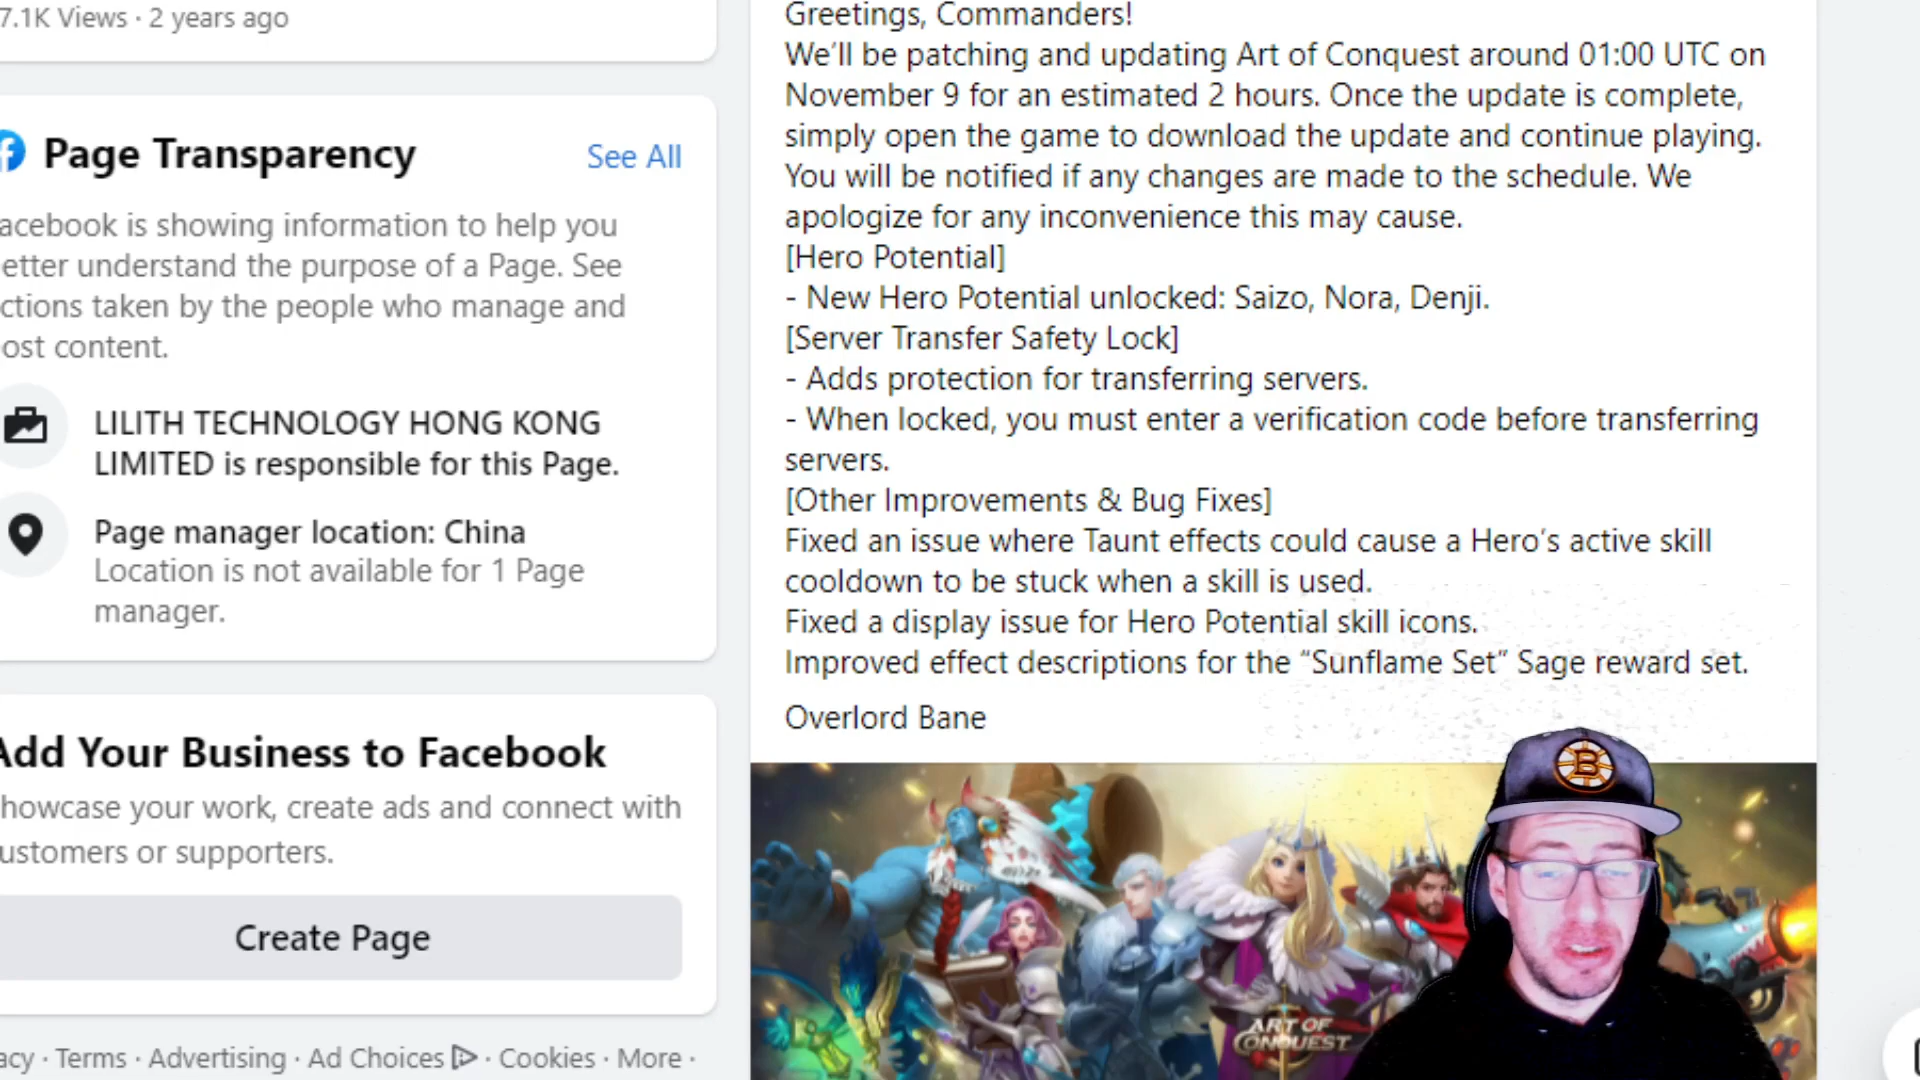 7.1K Views · 2 years ago
Page Transparency
See All
acebook is showing information to help you
etter understand the purpose of a Page. See
ctions taken by the people who manage and
ost content.
LILITH TECHNOLOGY HONG KONG
LIMITED is responsible for this Page.
Page manager location: China
Location is not available for 1 Page
manager.
Add Your Business to Facebook
howcase your work, create ads and connect with
ustomers or supporters.
Create Page
acy · Terms · Advertising · Ad Choices · Cookies · More ·
Greetings, Commanders!
We’ll be patching and updating Art of Conquest around 01:00 UTC on
November 9 for an estimated 2 hours. Once the update is complete,
simply open the game to download the update and continue playing.
You will be notified if any changes are made to the schedule. We
apologize for any inconvenience this may cause.
[Hero Potential]
- New Hero Potential unlocked: Saizo, Nora, Denji.
[Server Transfer Safety Lock]
- Adds protection for transferring servers.
- When locked, you must enter a verification code before transferring
servers.
[Other Improvements & Bug Fixes]
Fixed an issue where Taunt effects could cause a Hero’s active skill
cooldown to be stuck when a skill is used.
Fixed a display issue for Hero Potential skill icons.
Improved effect descriptions for the “Sunflame Set” Sage reward set.
Overlord Bane
B
ART OF
CONQUEST